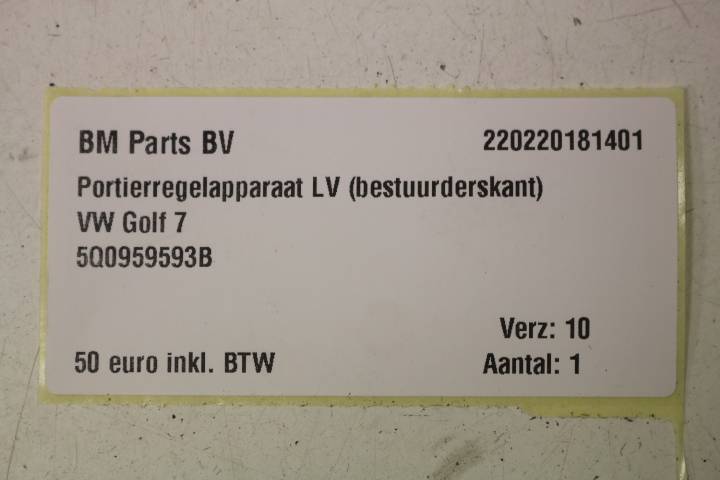 BM Parts BV 220220181401
Portierregelapparaat LV (bestuurderskant)
VW Golf 7
5Q0959593B
Verz: 10
50 euro inkl. BTW Aantal: 1